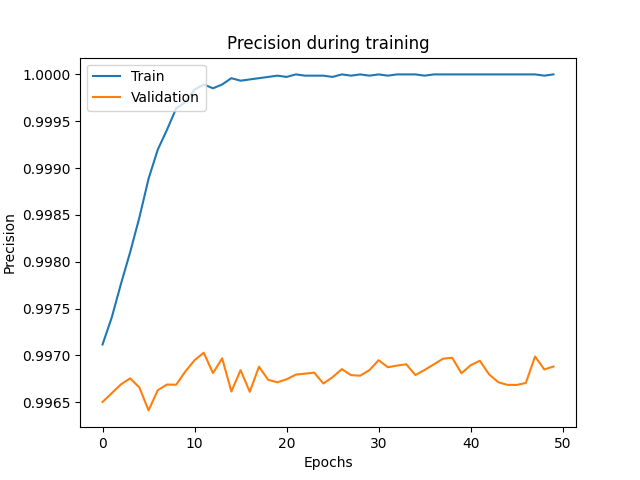 Precision during training
Train
Validation
1.0000
0.9995
0.9990
0.9985
0.9980
0.9975
0.9970
0.9965
Precision
0 10 20 30 40 50
Epochs